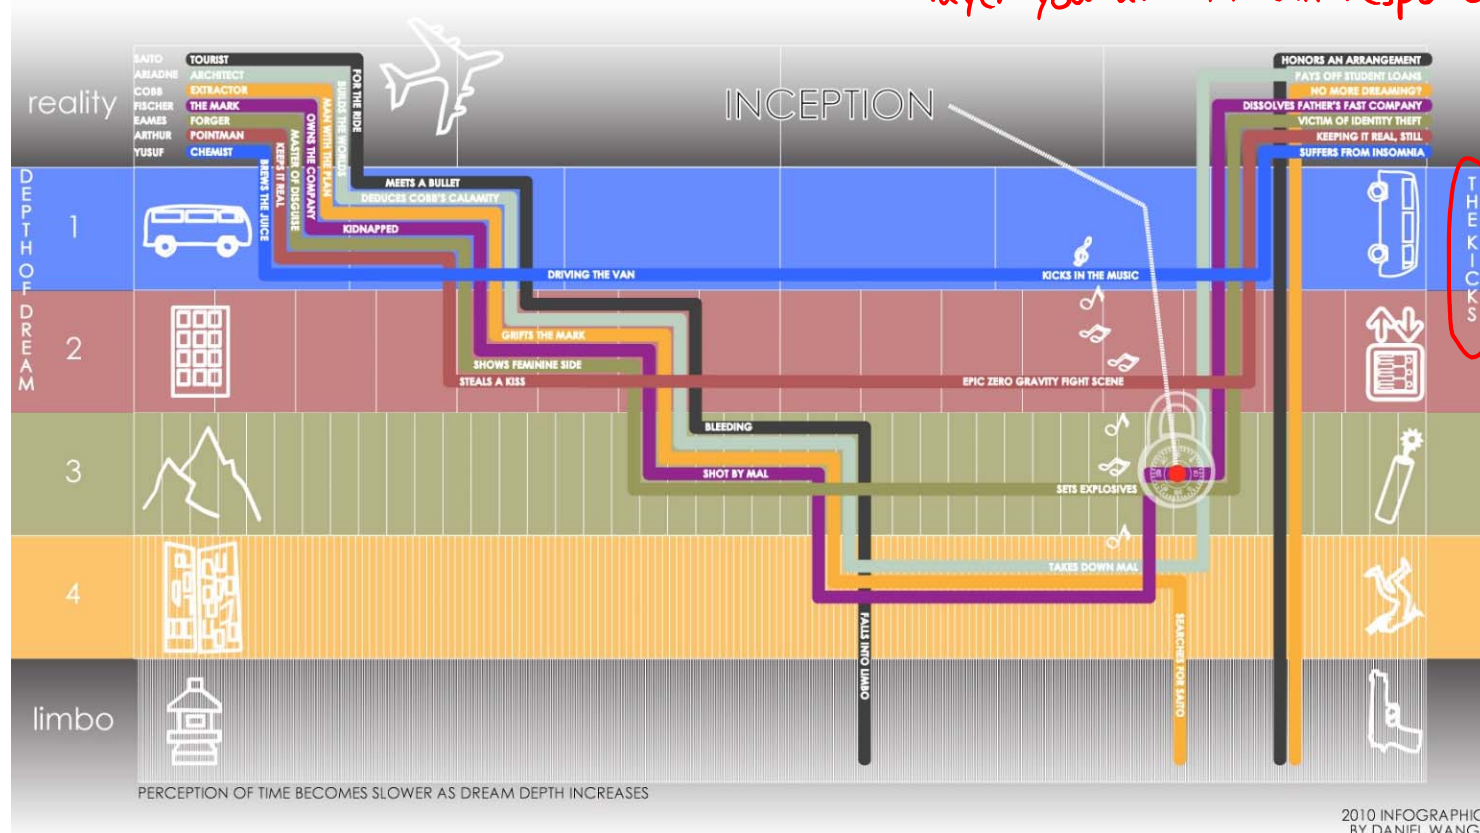 layer you
reality
SAITO TOURIST
ARIADNE ARCHITECT
COBB EXTRACTOR
FISCHER THE MARK
EAMES FORGER
ARTHUR POINTMAN
YUSUF CHEMIST
FOR THE RIDE
BUILDS THE WORLDS
MAN WITH THE PLAN
OWNS THE COMPANY
MASTER OF DISGUISE
KEEPS IT REAL
BREWS THE JUICE
INCEPTION
HONORS AN ARRANGEMENT
PAYS OFF STUDENT LOANS
NO MORE DREAMING?
DISSOLVES FATHER'S FAST COMPANY
VICTIM OF IDENTITY THEFT
KEEPING IT REAL, STILL
SUFFERS FROM INSOMNIA
DEPTH OF DREAM
THE KICKS
1
MEETS A BULLET
DEDUCES COBB'S CALAMITY
KIDNAPPED
DRIVING THE VAN
KICKS IN THE MUSIC
2
GRIFTS THE MARK
SHOWS FEMININE SIDE
STEALS A KISS
EPIC ZERO GRAVITY FIGHT SCENE
3
BLEEDING
SHOT BY MAL
SETS EXPLOSIVES
4
TAKES DOWN MAL
FALLS INTO LIMBO
SEARCHES FOR SAITO
limbo
PERCEPTION OF TIME BECOMES SLOWER AS DREAM DEPTH INCREASES
2010 INFOGRAPHIC
BY DANIEL WANG